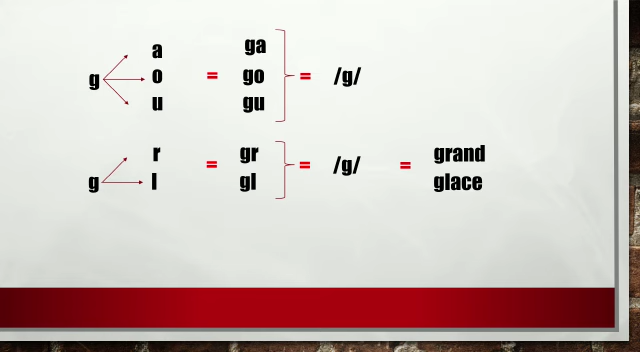 a
g o = ga go gu = /g/
u
r
g l = gr gl = /g/ = grand glace